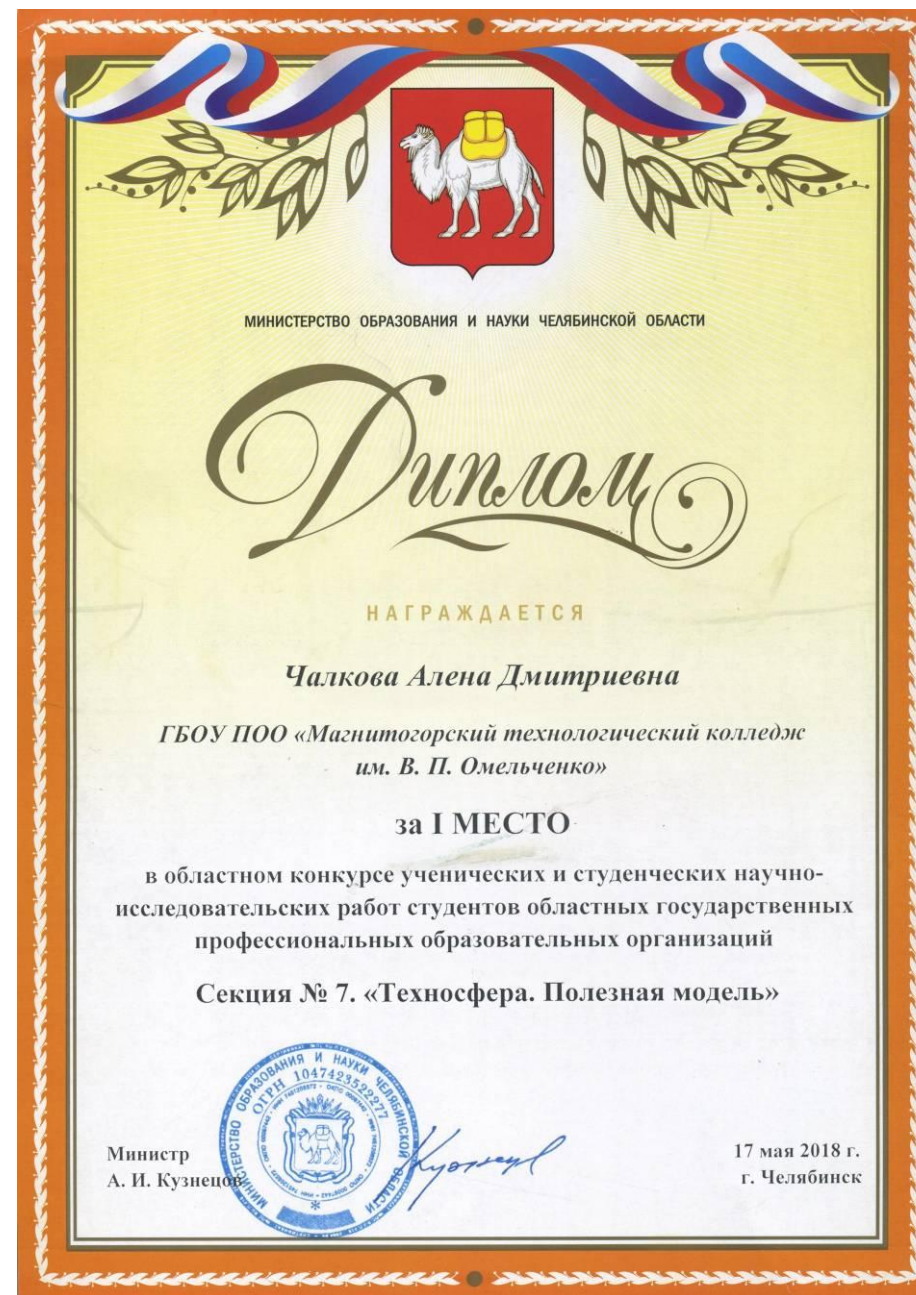 МИНИСТЕРСТВО ОБРАЗОВАНИЯ И НАУКИ ЧЕЛЯБИНСКОЙ ОБЛАСТИ
Диплом
НАГРАЖДАЕТСЯ
Чалкова Алена Дмитриевна
ГБОУ ПОО «Магнитогорский технологический колледж
им. В. П. Омельченко»
за I МЕСТО
в областном конкурсе ученических и студенческих научно-
исследовательских работ студентов областных государственных
профессиональных образовательных организаций
Секция № 7. «Техносфера. Полезная модель»
МИНИСТЕРСТВО ОБРАЗОВАНИЯ И НАУКИ ЧЕЛЯБИНСКОЙ ОБЛАСТИ
ОГРН 1047423522277
Министр
А. И. Кузнецов
17 мая 2018 г.
г. Челябинск